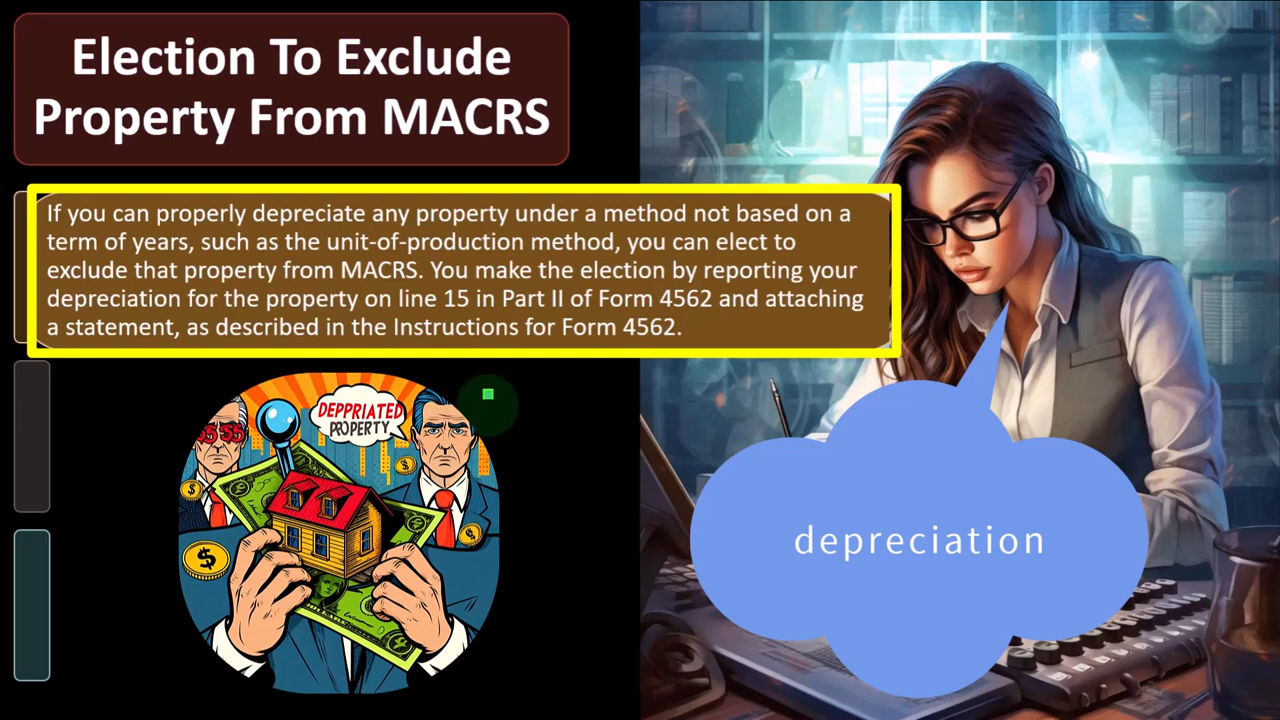 Election To Exclude
Property From MACRS
If you can properly depreciate any property under a method not based on a
term of years, such as the unit-of-production method, you can elect to
exclude that property from MACRS. You make the election by reporting your
depreciation for the property on line 15 in Part II of Form 4562 and attaching
a statement, as described in the Instructions for Form 4562.
DEPPRIATED
PROPERTY
depreciation